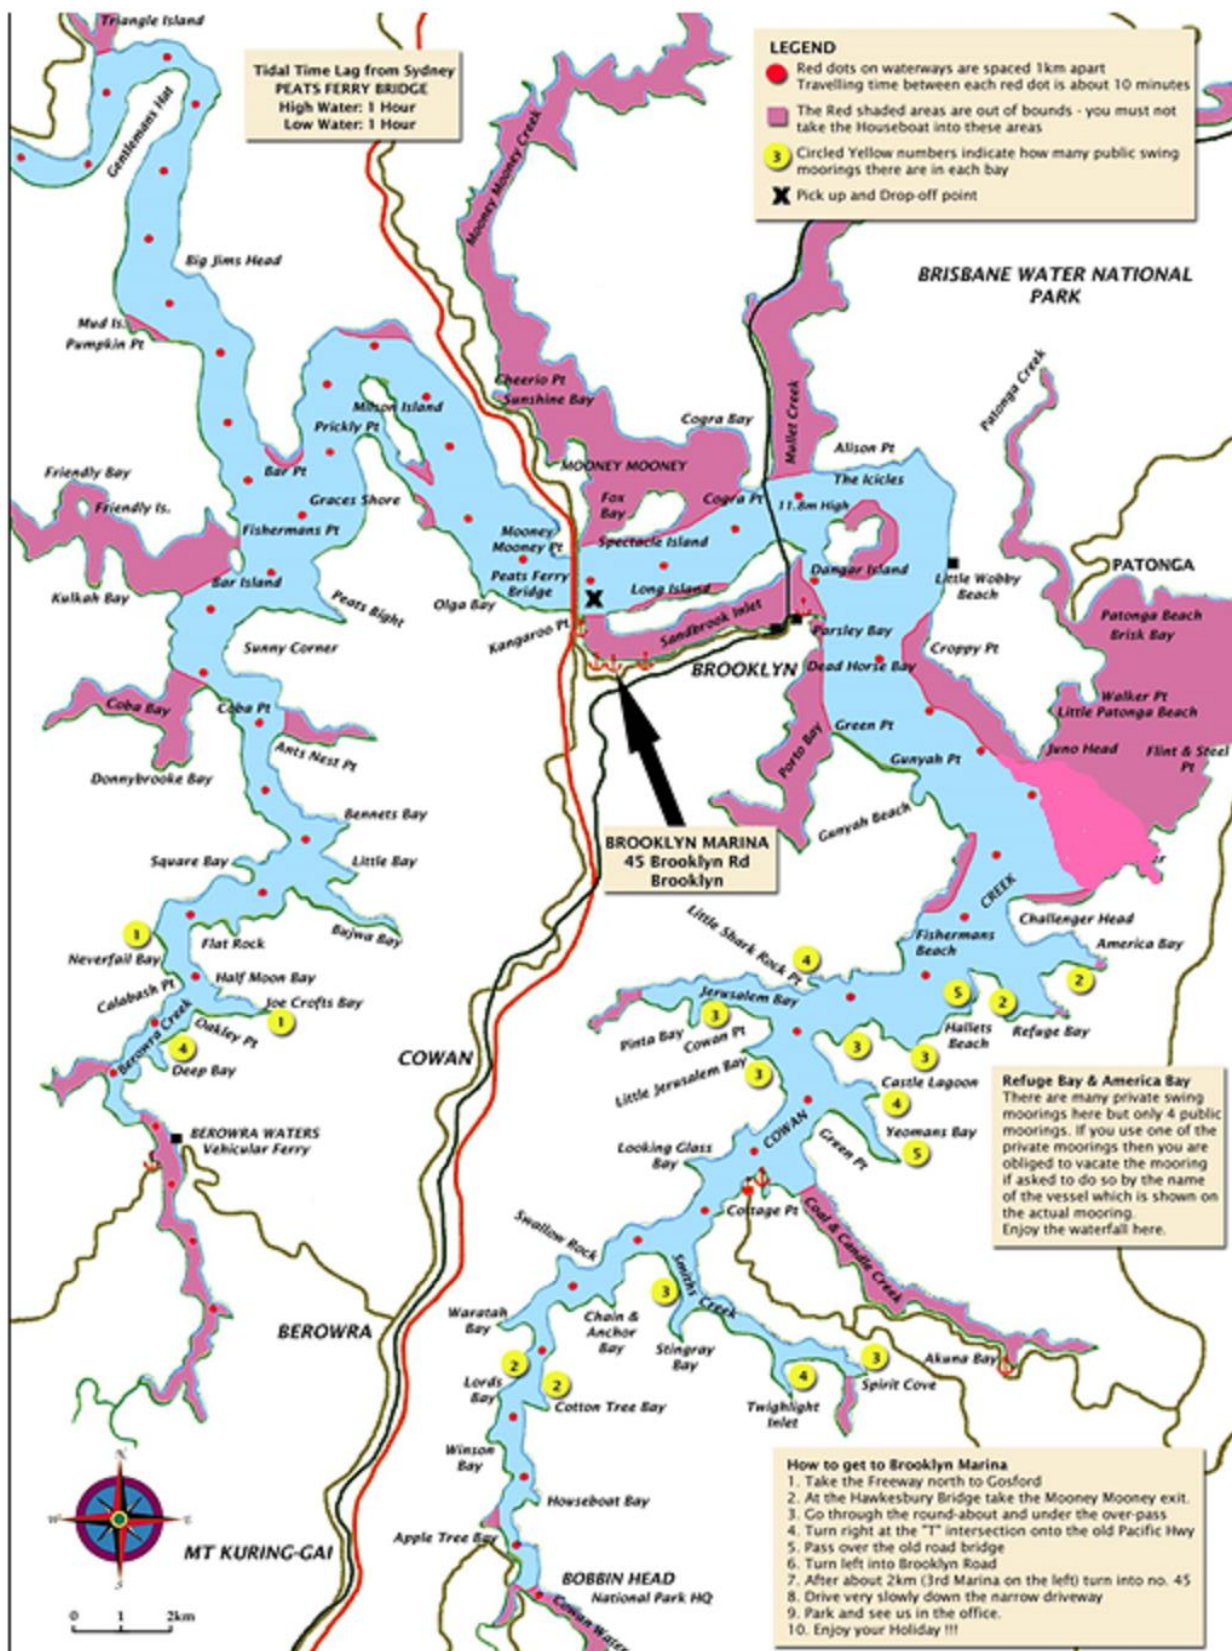 Triangle Island
Tidal Time Lag from Sydney
PEATS FERRY BRIDGE
High Water: 1 Hour
Low Water: 1 Hour
LEGEND
Red dots on waterways are spaced 1km apart
Travelling time between each red dot is about 10 minutes
The Red shaded areas are out of bounds - you must not
take the Houseboat into these areas
3
Circled Yellow numbers indicate how many public swing
moorings there are in each bay
X
Pick up and Drop-off point
Gentlemans Hat
Mooney Mooney Creek
Big Jims Head
BRISBANE WATER NATIONAL
PARK
Mud Is.
Pumpkin Pt
Cheerio Pt
Sunshine Bay
Milson Island
Prickly Pt
Cogra Bay
Mullet Creek
Patonga Creek
Alison Pt
The Icicles
Friendly Bay
Friendly Is.
Bar Pt
Graces Shore
Fishermans Pt
MOONEY MOONEY
Fox
Bay
Cogra Pt
11.8m High
Mooney
Mooney Pt
Spectacle Island
Peats Ferry
Bridge
Dangar Island
Little Wobby
Beach
PATONGA
Kulkah Bay
Bar Island
Peats Bight
Olga Bay
X
Long Island
Kangaroo Pt
Sandbrook Inlet
Parsley Bay
Patonga Beach
Brisk Bay
Sunny Corner
BROOKLYN
Dead Horse Bay
Croppy Pt
Coba Bay
Coba Pt
Walker Pt
Little Patonga Beach
Ants Nest Pt
Green Pt
Porto Bay
Gunyah Pt
Juno Head
Flint & Steel
Pt
Donnybrooke Bay
Bennets Bay
Gunyah Beach
Square Bay
Little Bay
BROOKLYN MARINA
45 Brooklyn Rd
Brooklyn
er
CREEK
Challenger Head
1
Neverfail Bay
Flat Rock
Bujwa Bay
Little Shark Rock Pt
4
Fishermans
Beach
America Bay
2
Calabash Pt
Half Moon Bay
Joe Crofts Bay
1
Oakley Pt
Berowra Creek
4
Deep Bay
Jerusalem Bay
5
2
Pinta Bay
3
Cowan Pt
Hallets
Beach
Refuge Bay
COWAN
Little Jerusalem Bay
3
3
3
Castle Lagoon
4
Yeomans Bay
5
Refuge Bay & America Bay
There are many private swing
moorings here but only 4 public
moorings. If you use one of the
private moorings then you are
obliged to vacate the mooring
if asked to do so by the name
of the vessel which is shown on
the actual mooring.
Enjoy the waterfall here.
BEROWRA WATERS
Vehicular Ferry
COWAN
Green Pt
Looking Glass
Bay
Cottage Pt
Coal & Candle Creek
Swallow Rock
Smiths Creek
3
Waratah
Bay
Chain &
Anchor
Bay
Stingray
Bay
BEROWRA
2
Lords
Bay
2
Cotton Tree Bay
4
Twighlight
Inlet
3
Spirit Cove
Akuna Bay
Winson
Bay
Houseboat Bay
Apple Tree Bay
BOBBIN HEAD
National Park HQ
Cowan Water
How to get to Brooklyn Marina
1. Take the Freeway north to Gosford
2. At the Hawkesbury Bridge take the Mooney Mooney exit.
3. Go through the round-about and under the over-pass
4. Turn right at the "T" intersection onto the old Pacific Hwy
5. Pass over the old road bridge
6. Turn left into Brooklyn Road
7. After about 2km (3rd Marina on the left) turn into no. 45
8. Drive very slowly down the narrow driveway
9. Park and see us in the office.
10. Enjoy your Holiday !!!
N
W
E
S
MT KURING-GAI
0 1 2km